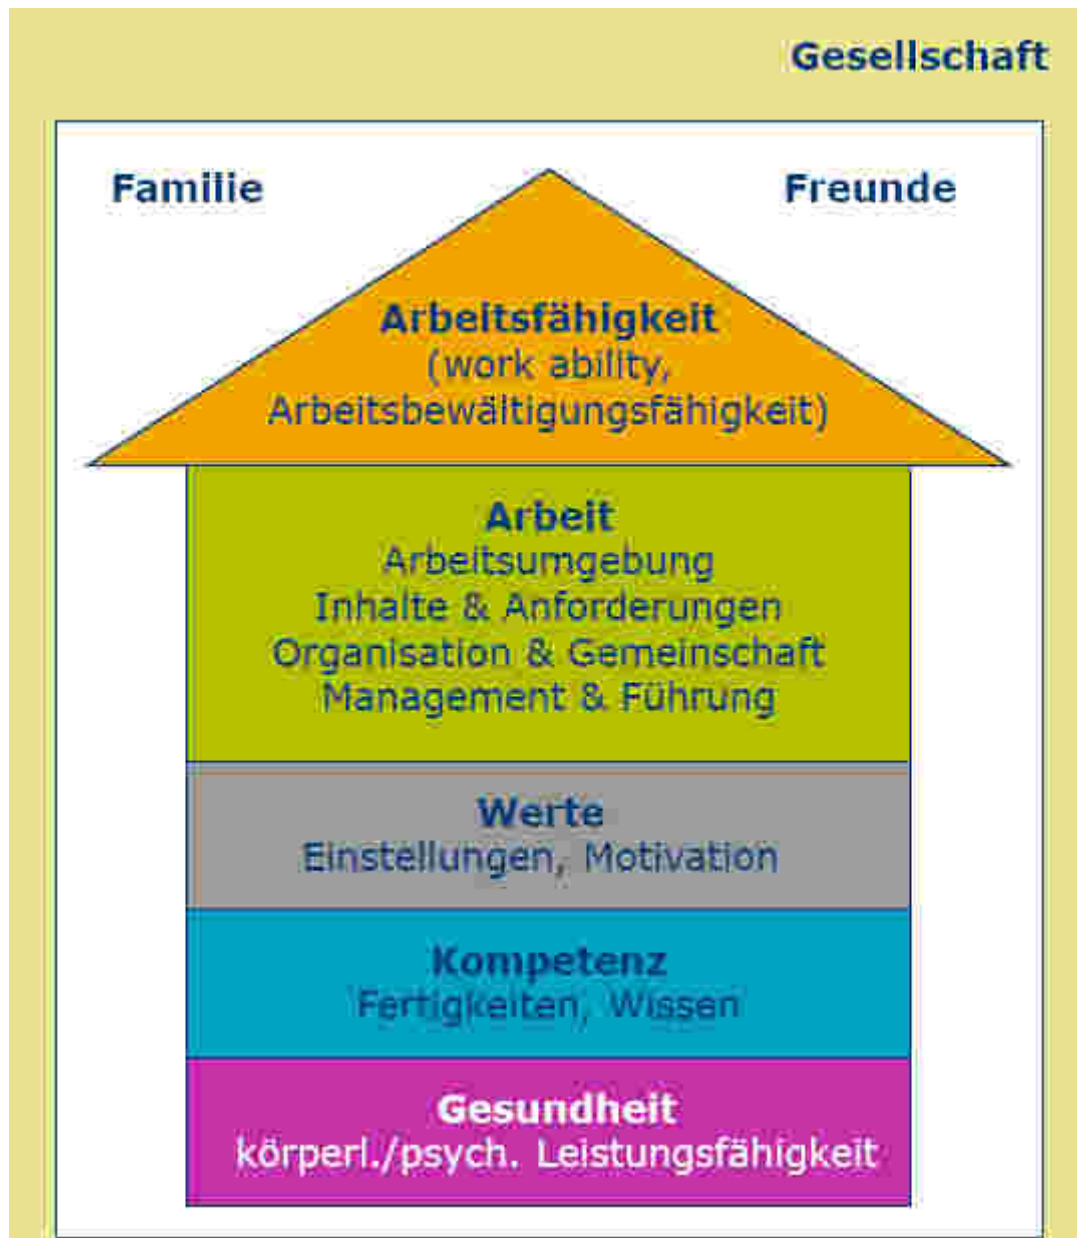 Gesellschaft
Familie
Freunde
Arbeitsfähigkeit
(work ability,
Arbeitsbewältigungsfähigkeit)
Arbeit
Arbeitsumgebung
Inhalte & Anforderungen
Organisation & Gemeinschaft
Management & Führung
Werte
Einstellungen, Motivation
Kompetenz
Fertigkeiten, Wissen
Gesundheit
körperl./psych. Leistungsfähigkeit